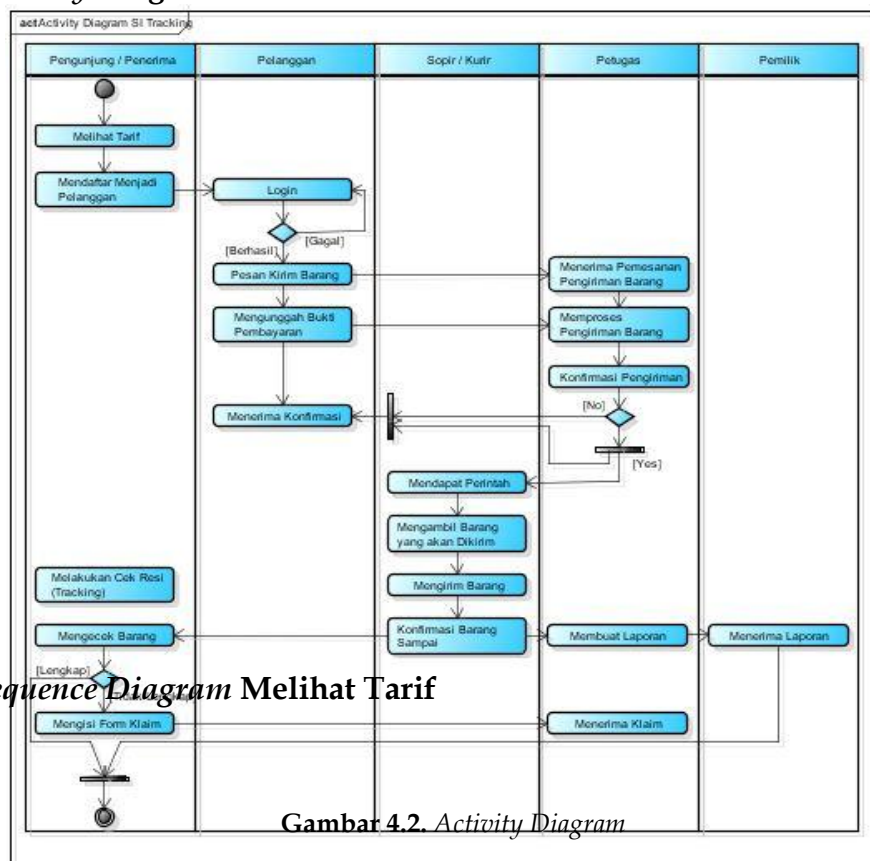 actActivity Diagram SI Tracking
Pengunjung / Penerima
Pelanggan
Sopir / Kurir
Petugas
Pemilik
Melihat Tarif
Mendaftar Menjadi
Pelanggan
Login
[Gagal]
[Berhasil]
Pesan Kirim Barang
Menerima Pemesanan
Pengiriman Barang
Mengunggah Bukti
Pembayaran
Memproses
Pengiriman Barang
Konfirmasi Pengiriman
[No]
Menerima Konfirmasi
[Yes]
Mendapat Perintah
Mengambil Barang
yang akan Dikirim
Melakukan Cek Resi
(Tracking)
Mengirim Barang
Mengecek Barang
Konfirmasi Barang
Sampai
Membuat Laporan
Menerima Laporan
[Lengkap]
equence Diagram Melihat Tarif
Mengisi Form Klaim
Menerima Klaim
Gambar 4.2. Activity Diagram